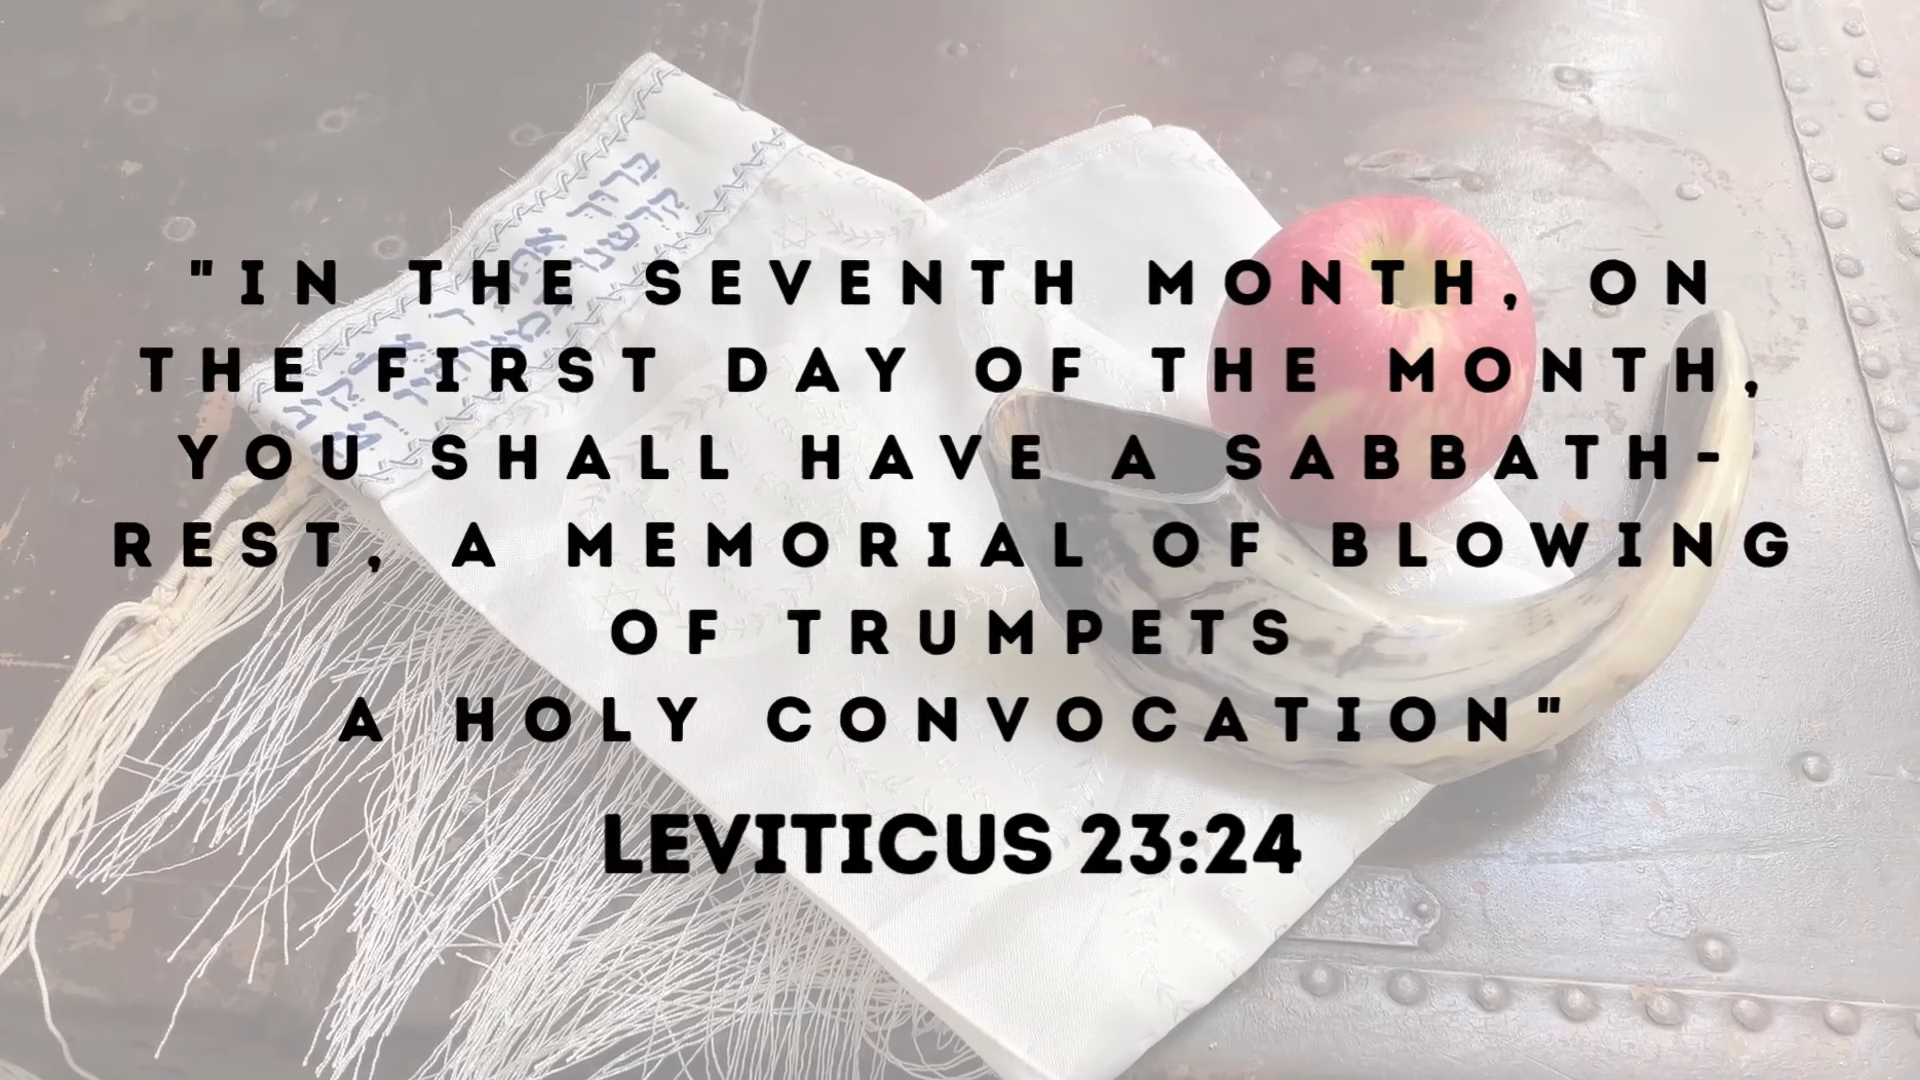 "IN THE SEVENTH MONTH, ON
THE FIRST DAY OF THE MONTH,
YOU SHALL HAVE A SABBATH-
REST, A MEMORIAL OF BLOWING
OF TRUMPETS
A HOLY CONVOCATION"
LEVITICUS 23:24